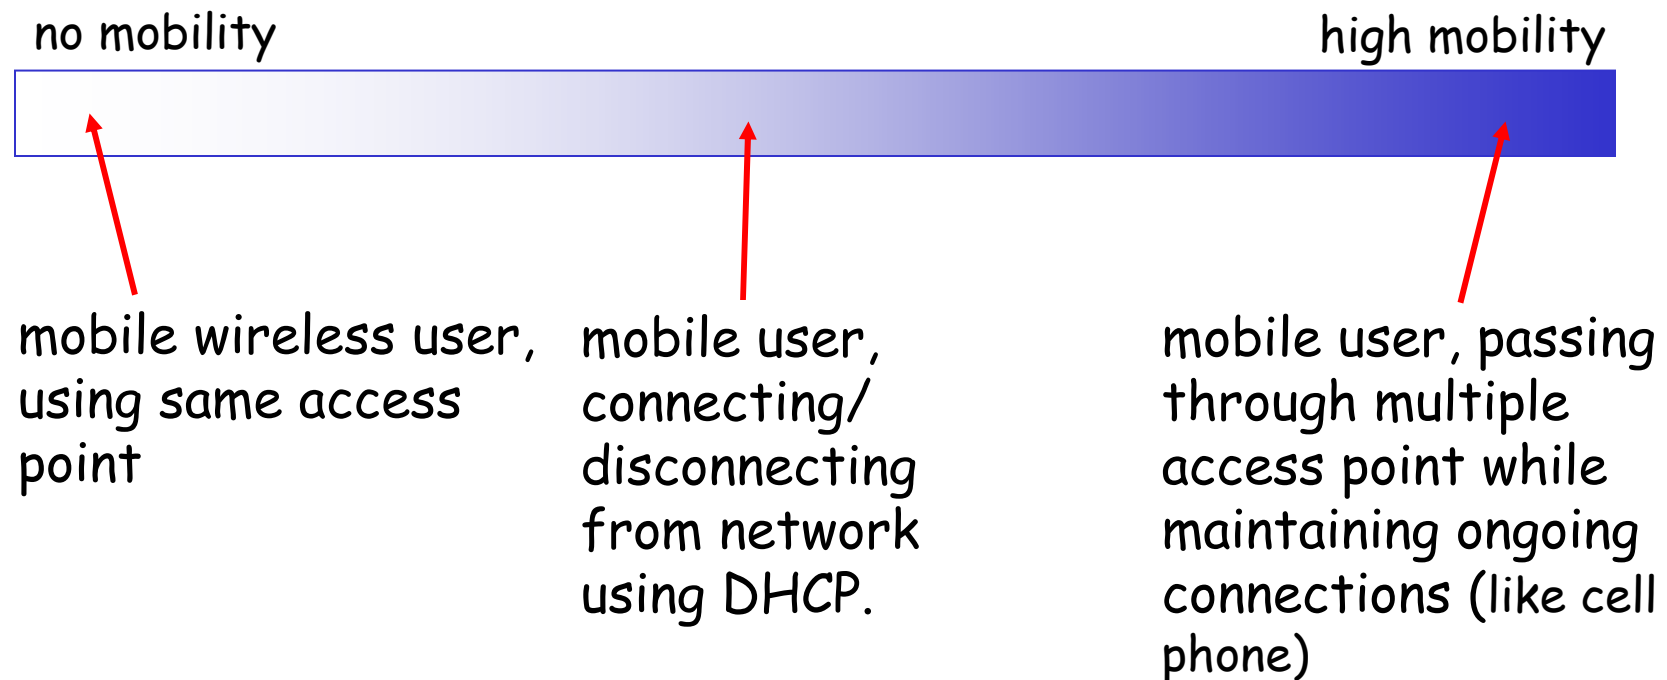 no mobility
high mobility
mobile wireless user,
using same access
point
mobile user,
connecting/
disconnecting
from network
using DHCP.
mobile user, passing
through multiple
access point while
maintaining ongoing
connections (like cell
phone)